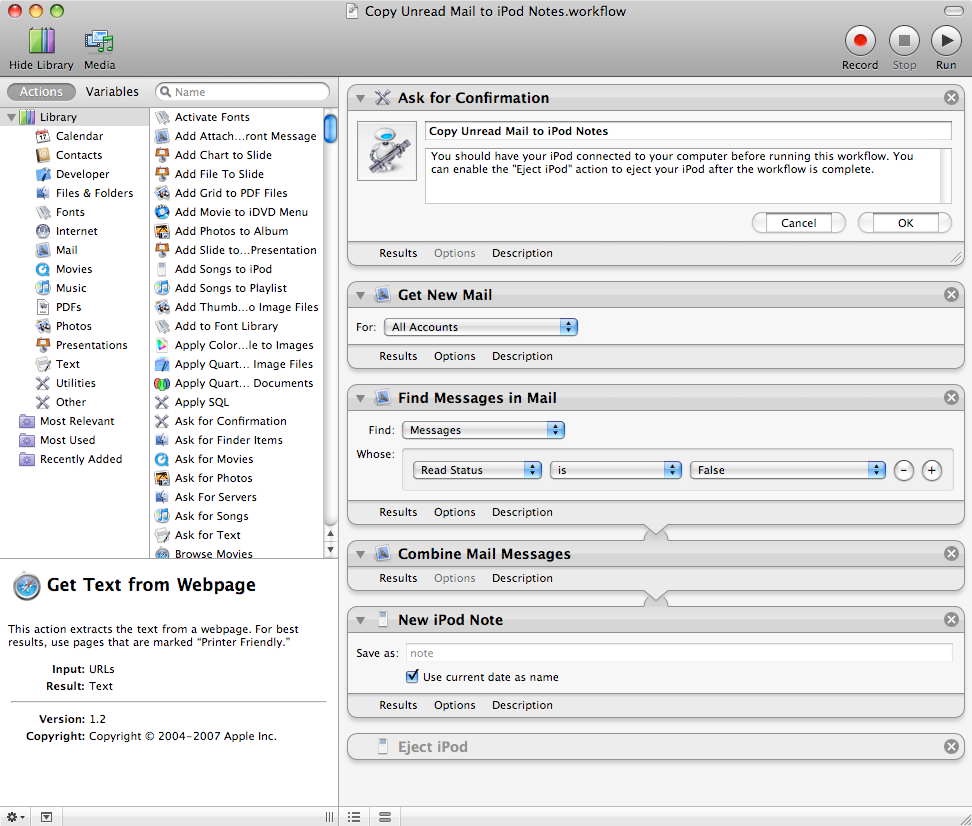 Copy Unread Mail to iPod Notes.workflow
Hide Library
Media
Record
Stop
Run
Actions
Variables
Name
Library
Calendar
Contacts
Developer
Files & Folders
Fonts
Internet
Mail
Movies
Music
PDFs
Photos
Presentations
Text
Utilities
Other
Most Relevant
Most Used
Recently Added
Activate Fonts
Add Attach...ront Message
Add Chart to Slide
Add File To Slide
Add Grid to PDF Files
Add Movie to iDVD Menu
Add Photos to Album
Add Slide to...Presentation
Add Songs to iPod
Add Songs to Playlist
Add Thumb...o Image Files
Add to Font Library
Apply Color...le to Images
Apply Quart... Image Files
Apply Quart... Documents
Apply SQL
Ask for Confirmation
Ask for Finder Items
Ask for Movies
Ask for Photos
Ask For Servers
Ask for Songs
Ask for Text
Browse Movies
Get Text from Webpage
This action extracts the text from a webpage. For best
results, use pages that are marked "Printer Friendly."
Input: URLs
Result: Text
Version: 1.2
Copyright: Copyright © 2004–2007 Apple Inc.
Ask for Confirmation
Copy Unread Mail to iPod Notes
You should have your iPod connected to your computer before running this workflow. You
can enable the "Eject iPod" action to eject your iPod after the workflow is complete.
Cancel
OK
Results Options Description
Get New Mail
For: All Accounts
Results Options Description
Find Messages in Mail
Find: Messages
Whose:
Read Status is False
Results Options Description
Combine Mail Messages
Results Options Description
New iPod Note
Save as: note
Use current date as name
Results Options Description
Eject iPod